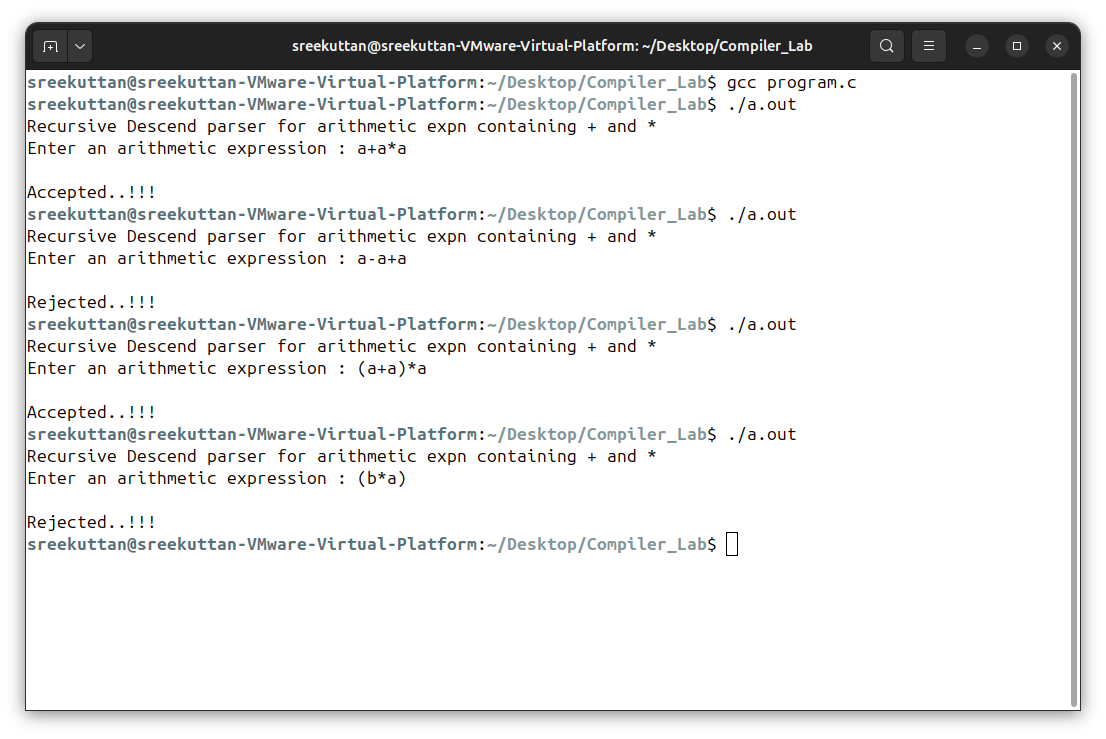 sreekuttan@sreekuttan-VMware-Virtual-Platform: ~/Desktop/Compiler_Lab
sreekuttan@sreekuttan-VMware-Virtual-Platform:~/Desktop/Compiler_Lab$ gcc program.c
sreekuttan@sreekuttan-VMware-Virtual-Platform:~/Desktop/Compiler_Lab$ ./a.out
Recursive Descend parser for arithmetic expn containing + and *
Enter an arithmetic expression : a+a*a
Accepted..!!!
sreekuttan@sreekuttan-VMware-Virtual-Platform:~/Desktop/Compiler_Lab$ ./a.out
Recursive Descend parser for arithmetic expn containing + and *
Enter an arithmetic expression : a-a+a
Rejected..!!!
sreekuttan@sreekuttan-VMware-Virtual-Platform:~/Desktop/Compiler_Lab$ ./a.out
Recursive Descend parser for arithmetic expn containing + and *
Enter an arithmetic expression : (a+a)*a
Accepted..!!!
sreekuttan@sreekuttan-VMware-Virtual-Platform:~/Desktop/Compiler_Lab$ ./a.out
Recursive Descend parser for arithmetic expn containing + and *
Enter an arithmetic expression : (b*a)
Rejected..!!!
sreekuttan@sreekuttan-VMware-Virtual-Platform:~/Desktop/Compiler_Lab$